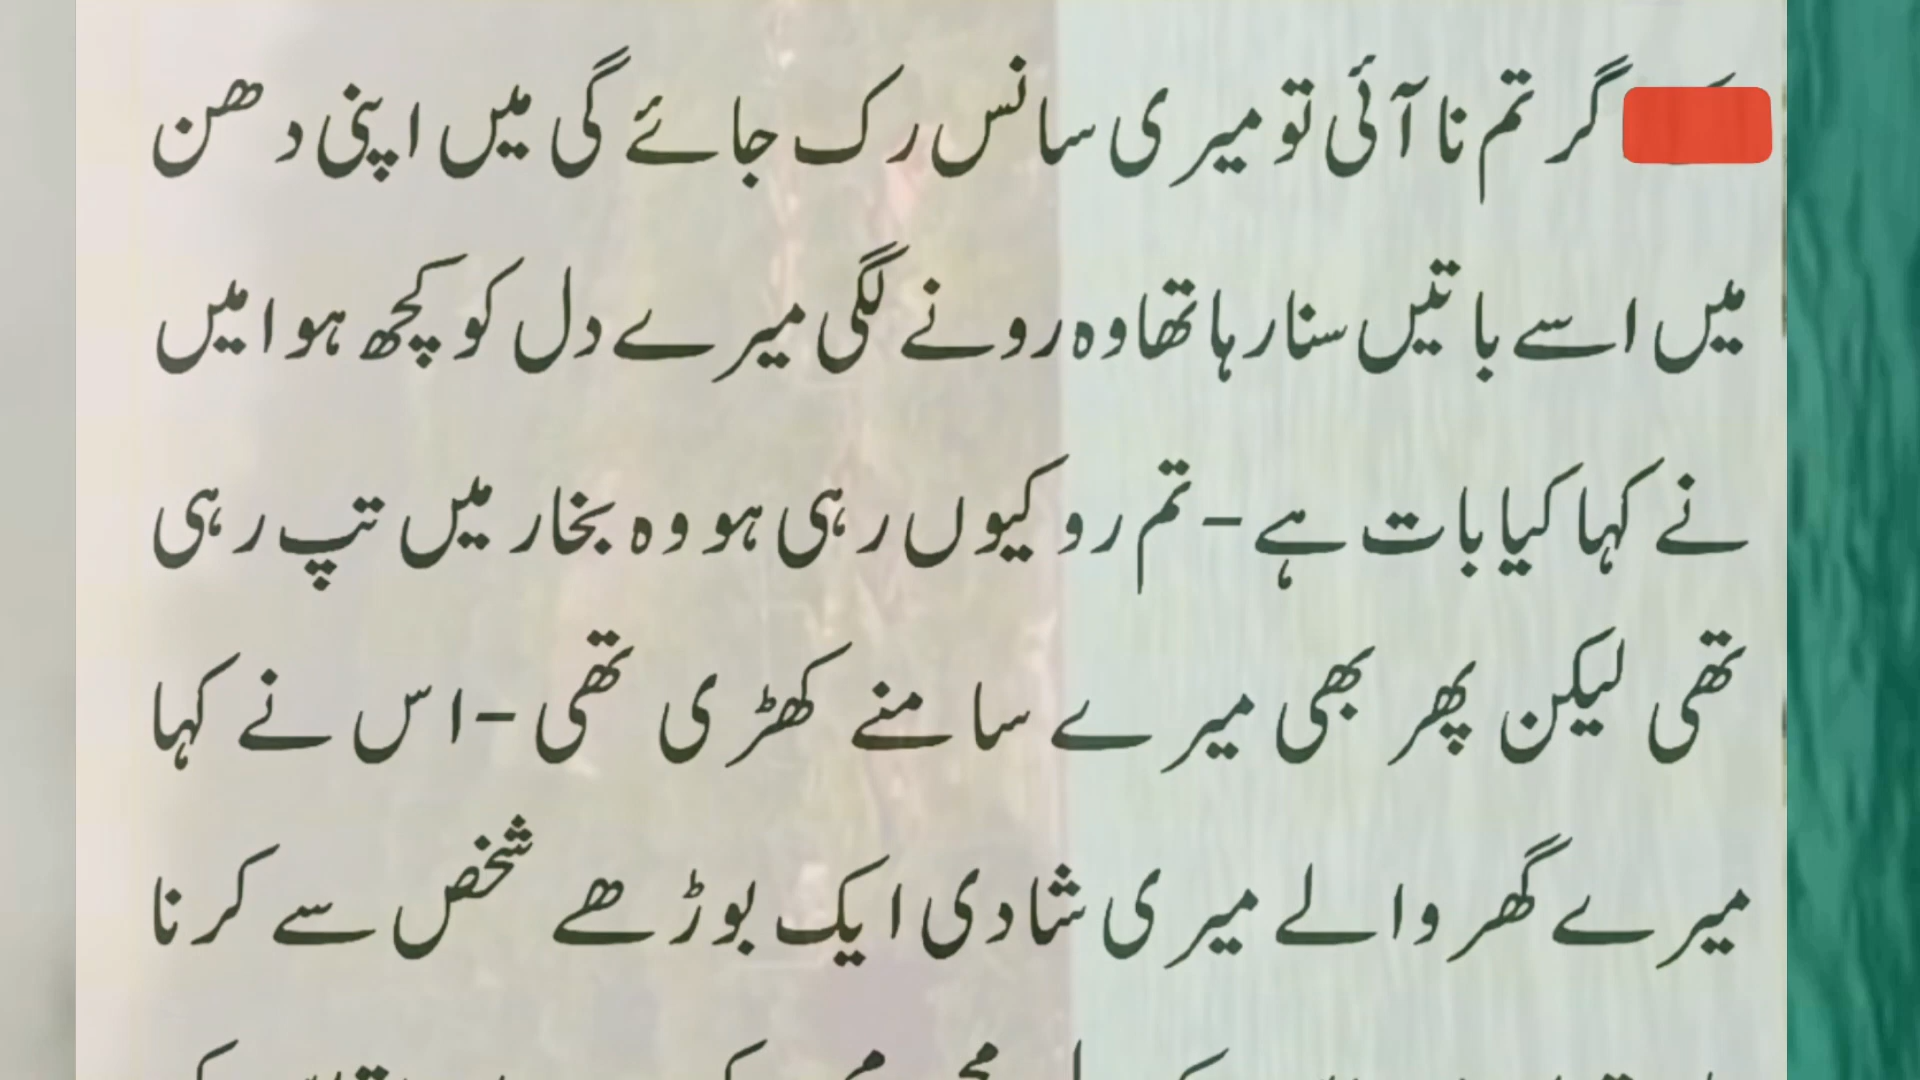 گر تم نا آئی تو میری سانس رک جائے گی میں اپنی دھن
میں اسے باتیں سنا رہا تھا وہ رونے لگی میرے دل کو کچھ ہوا میں
نے کہا کیا بات ہے - تم رو کیوں رہی ہو وہ بخار میں تپ رہی
تھی لیکن پھر بھی میرے سامنے کھڑی تھی - اس نے کہا
میرے گھر والے میری شادی ایک بوڑھے شخص سے کرنا